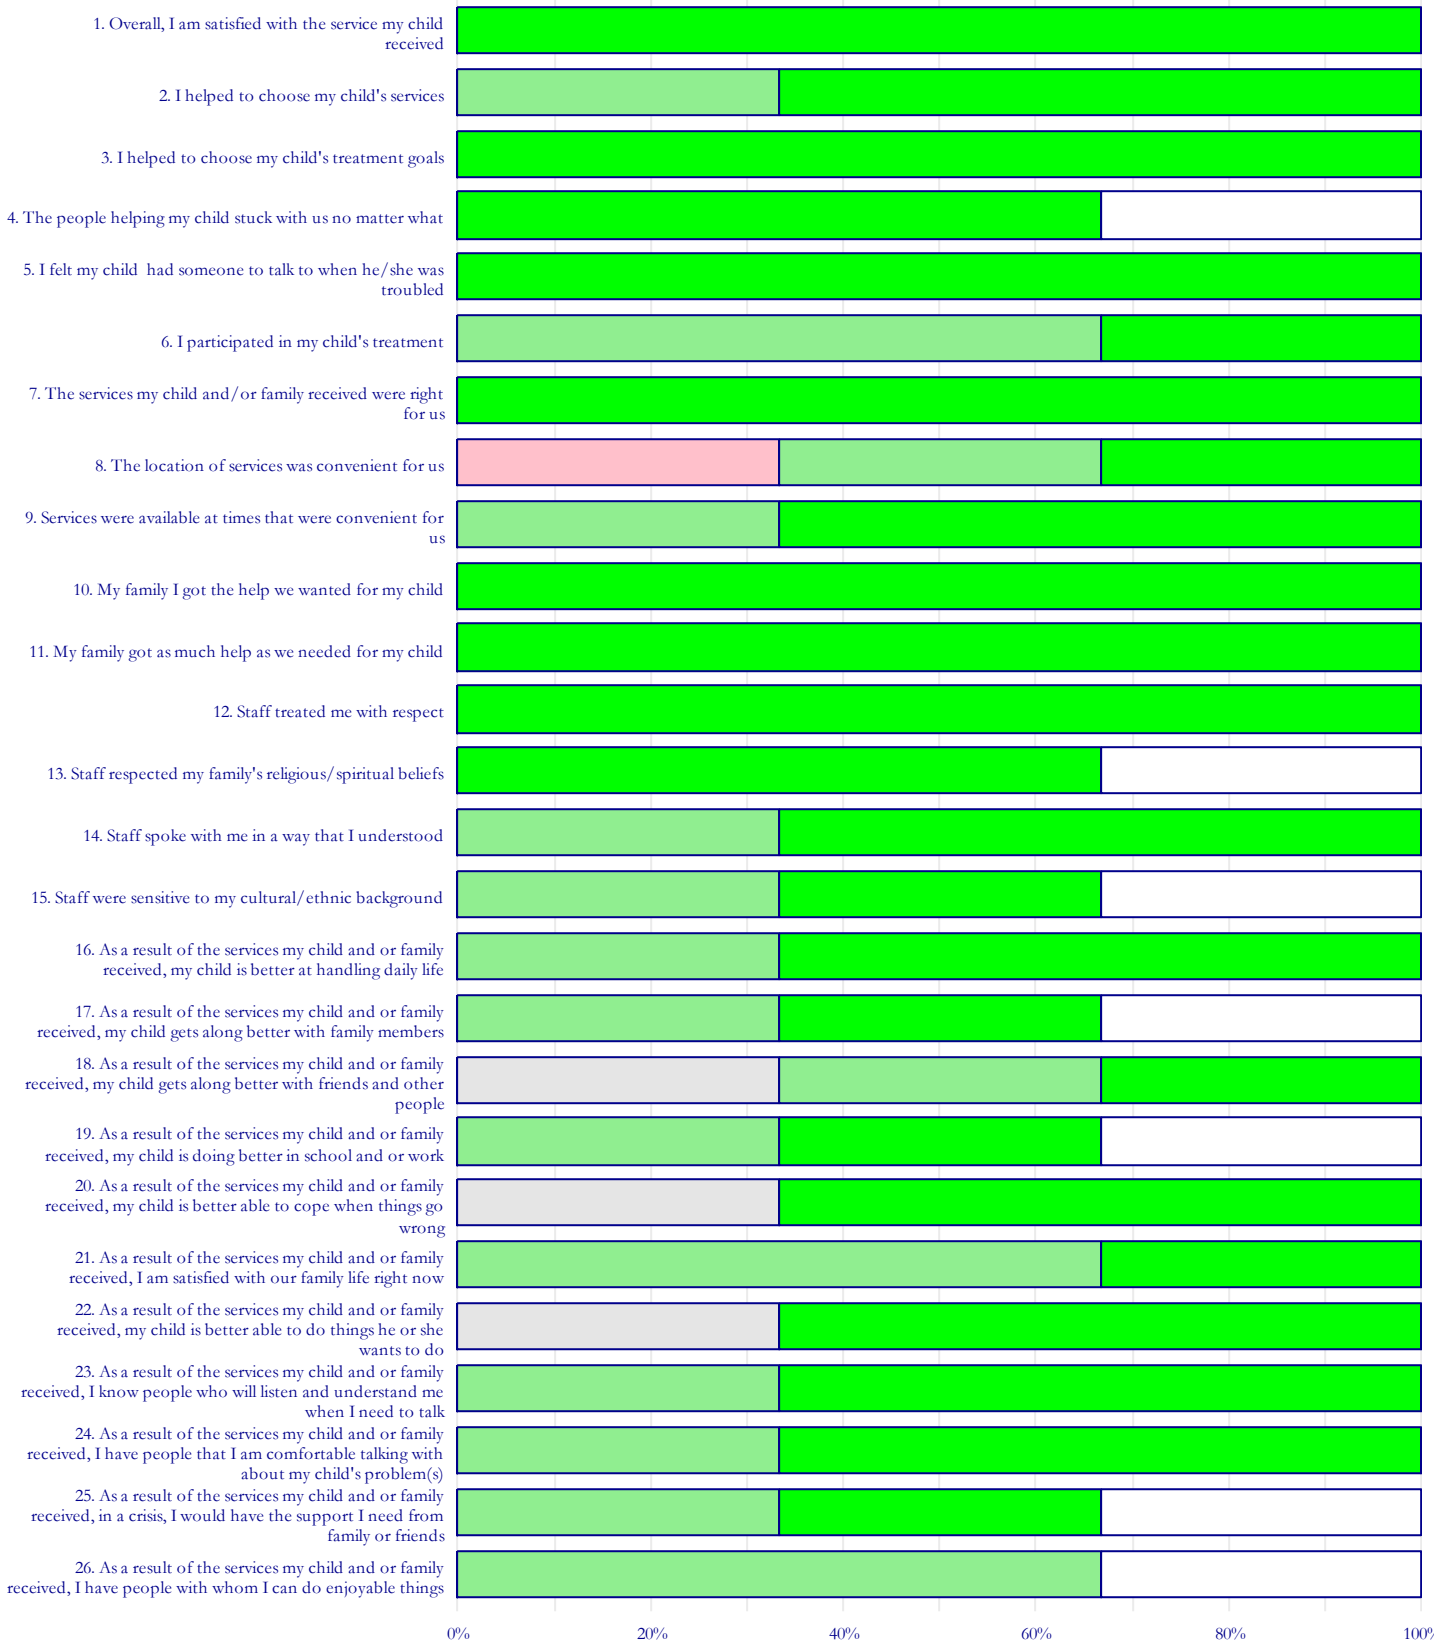 1. Overall, I am satisfied with the service my child
received
2. I helped to choose my child's services
3. I helped to choose my child's treatment goals
4. The people helping my child stuck with us no matter what
5. I felt my child  had someone to talk to when he/she was
troubled
6. I participated in my child's treatment
7. The services my child and/or family received were right
for us
8. The location of services was convenient for us
9. Services were available at times that were convenient for
us
10. My family I got the help we wanted for my child
11. My family got as much help as we needed for my child
12. Staff treated me with respect
13. Staff respected my family's religious/spiritual beliefs
14. Staff spoke with me in a way that I understood
15. Staff were sensitive to my cultural/ethnic background
16. As a result of the services my child and or family
received, my child is better at handling daily life
17. As a result of the services my child and or family
received, my child gets along better with family members
18. As a result of the services my child and or family
received, my child gets along better with friends and other
people
19. As a result of the services my child and or family
received, my child is doing better in school and or work
20. As a result of the services my child and or family
received, my child is better able to cope when things go
wrong
21. As a result of the services my child and or family
received, I am satisfied with our family life right now
22. As a result of the services my child and or family
received, my child is better able to do things he or she
wants to do
23. As a result of the services my child and or family
received, I know people who will listen and understand me
when I need to talk
24. As a result of the services my child and or family
received, I have people that I am comfortable talking with
about my child's problem(s)
25. As a result of the services my child and or family
received, in a crisis, I would have the support I need from
family or friends
26. As a result of the services my child and or family
received, I have people with whom I can do enjoyable things
0% 20% 40% 60% 80% 100%